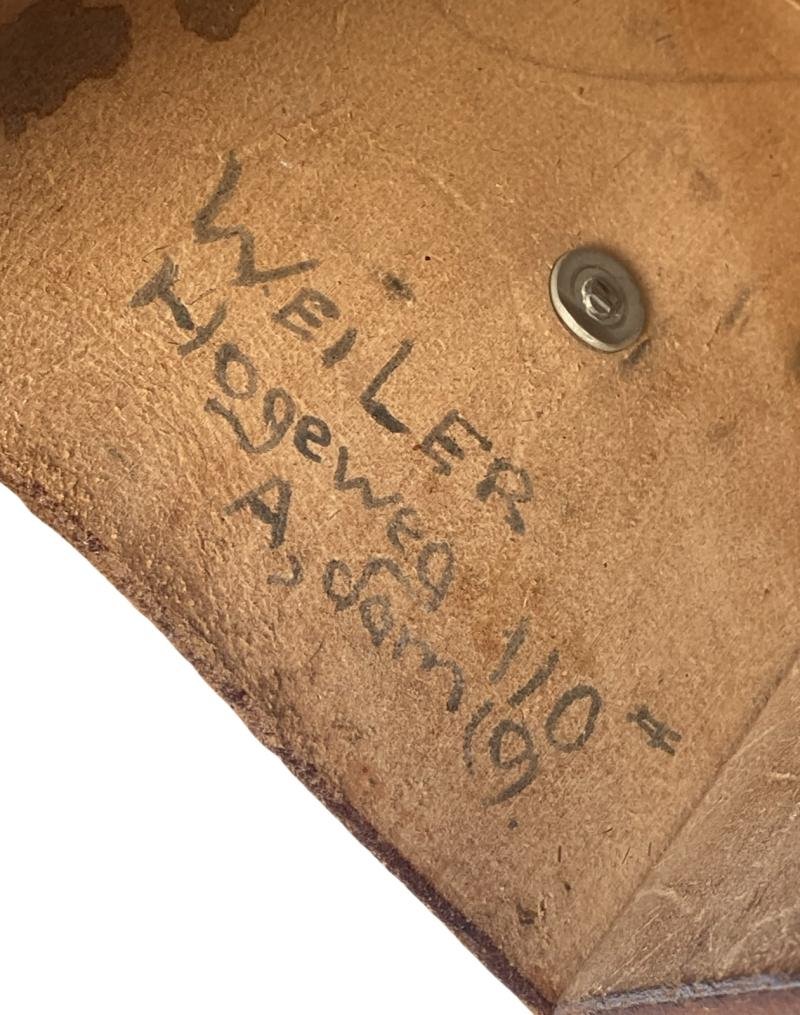 WEILER
Hogeweg 110 H
A,dam (9)